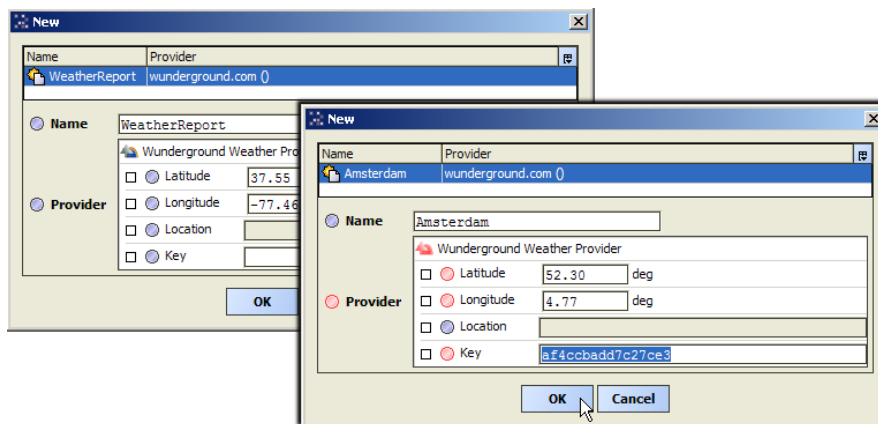 New
Name Provider
WeatherReport wunderground.com ()
Name WeatherReport
Wunderground Weather Pro
Latitude 37.55
Provider
Longitude -77.46
Location
Key
OK
New
Name Provider
Amsterdam wunderground.com ()
Name Amsterdam
Wunderground Weather Provider
Latitude 52.30 deg
Provider
Longitude 4.77 deg
Location
Key af4ccbadd7c27ce3
OK Cancel